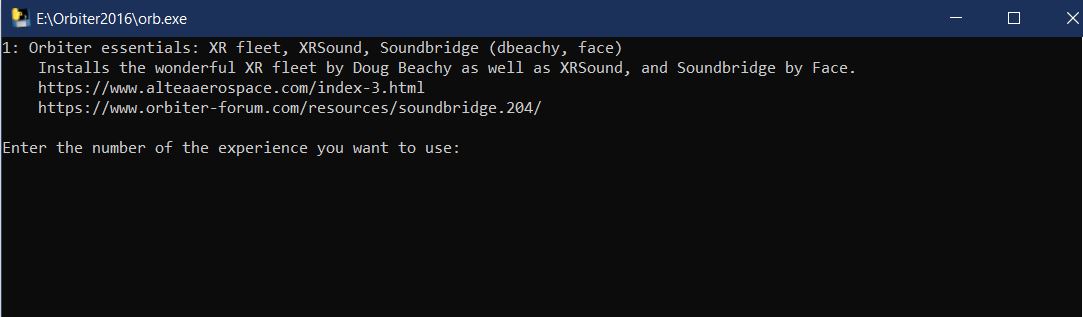 E:\Orbiter2016\orb.exe
1: Orbiter essentials: XR fleet, XRSound, Soundbridge (dbeachy, face)
Installs the wonderful XR fleet by Doug Beachy as well as XRSound, and Soundbridge by Face.
https://www.alteaaerospace.com/index-3.html
https://www.orbiter-forum.com/resources/soundbridge.204/
Enter the number of the experience you want to use: